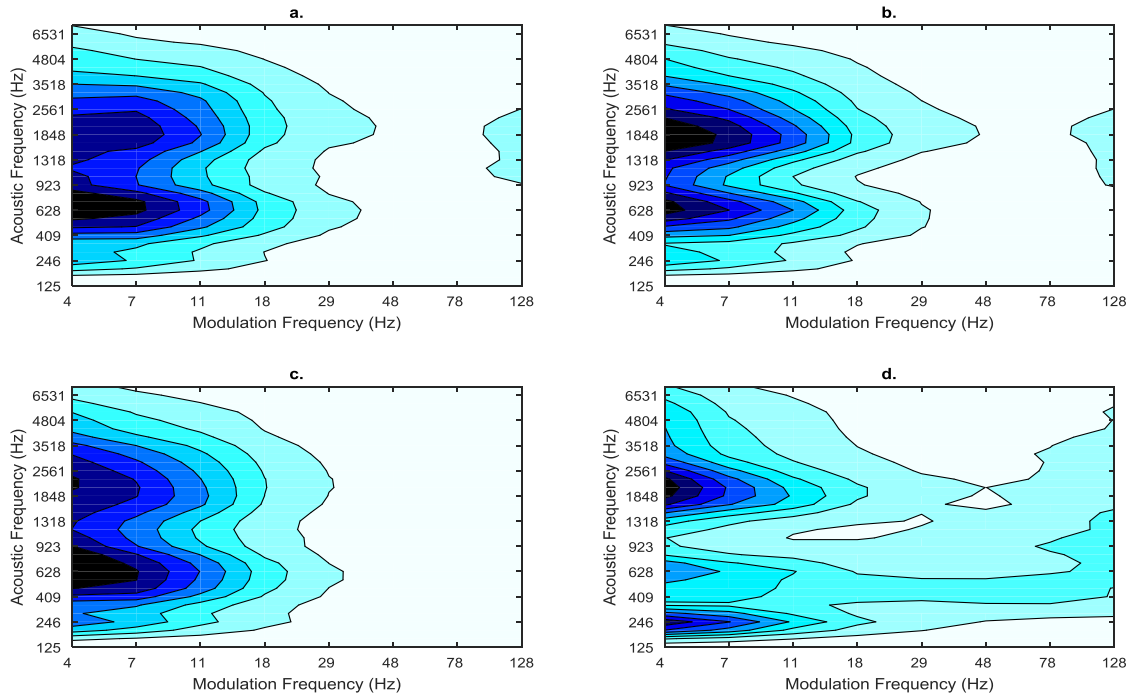 a.
Acoustic Frequency (Hz)
6531
4804
3518
2561
1848
1318
923
628
409
246
125
4 7 11 18 29 48 78 128
Modulation Frequency (Hz)
b.
Acoustic Frequency (Hz)
6531
4804
3518
2561
1848
1318
923
628
409
246
125
4 7 11 18 29 48 78 128
Modulation Frequency (Hz)
c.
Acoustic Frequency (Hz)
6531
4804
3518
2561
1848
1318
923
628
409
246
125
4 7 11 18 29 48 78 128
Modulation Frequency (Hz)
d.
Acoustic Frequency (Hz)
6531
4804
3518
2561
1848
1318
923
628
409
246
125
4 7 11 18 29 48 78 128
Modulation Frequency (Hz)